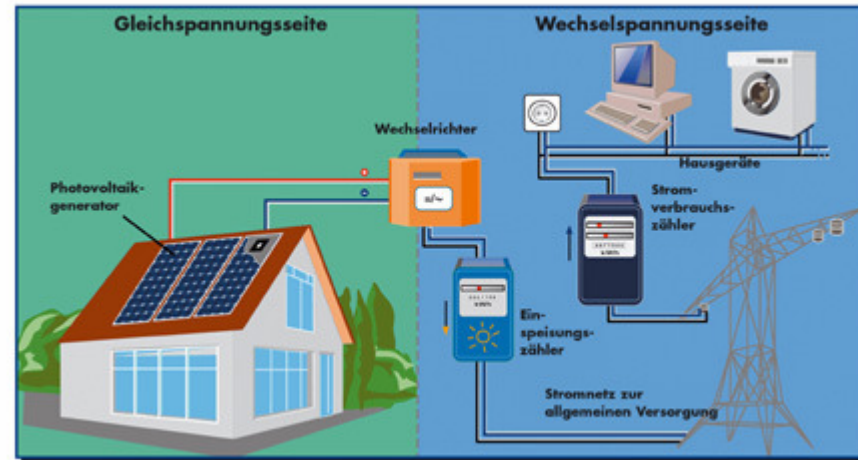 Gleichspannungsseite
Wechselspannungsseite
Wechselrichter
Hausgeräte
Photovoltaik-
generator
Strom-
verbrauchs-
zähler
Ein-
speisungs-
zähler
Stromnetz zur
allgemeinen Versorgung